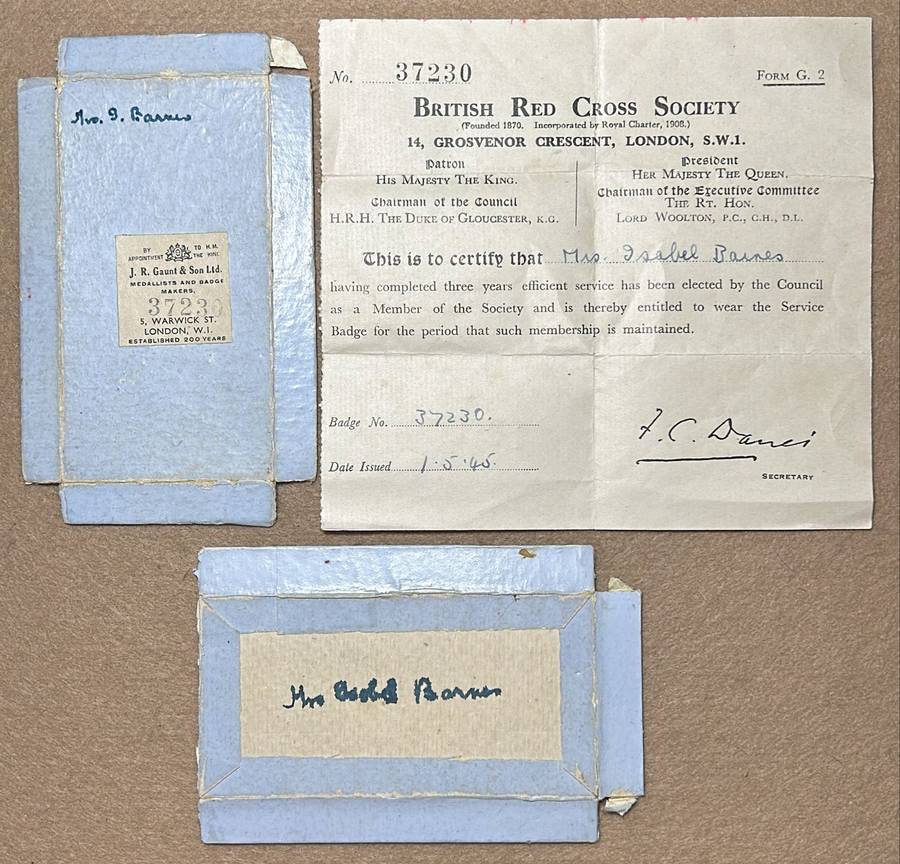 Mrs. I. Barnes
BY APPOINTMENT TO H.M. THE KING
J. R. Gaunt & Son Ltd.
MEDALLISTS AND BADGE
MAKERS,
37230
5, WARWICK ST.
LONDON, W.1.
ESTABLISHED 200 YEARS
No. 37230
FORM G. 2
BRITISH RED CROSS SOCIETY
(Founded 1870. Incorporated by Royal Charter, 1908.)
14, GROSVENOR CRESCENT, LONDON, S.W.1.
Patron
HIS MAJESTY THE KING.
Chairman of the Council
H.R.H. THE DUKE OF GLOUCESTER, K.G.
President
HER MAJESTY THE QUEEN.
Chairman of the Executive Committee
THE RT. HON.
LORD WOOLTON, P.C., C.H., D.L.
This is to certify that Mrs. Isabel Barnes
having completed three years efficient service has been elected by the Council
as a Member of the Society and is thereby entitled to wear the Service
Badge for the period that such membership is maintained.
Badge No. 37230.
Date Issued 1.5.45.
F. C. Davies
SECRETARY
Mrs Isobel Barnes